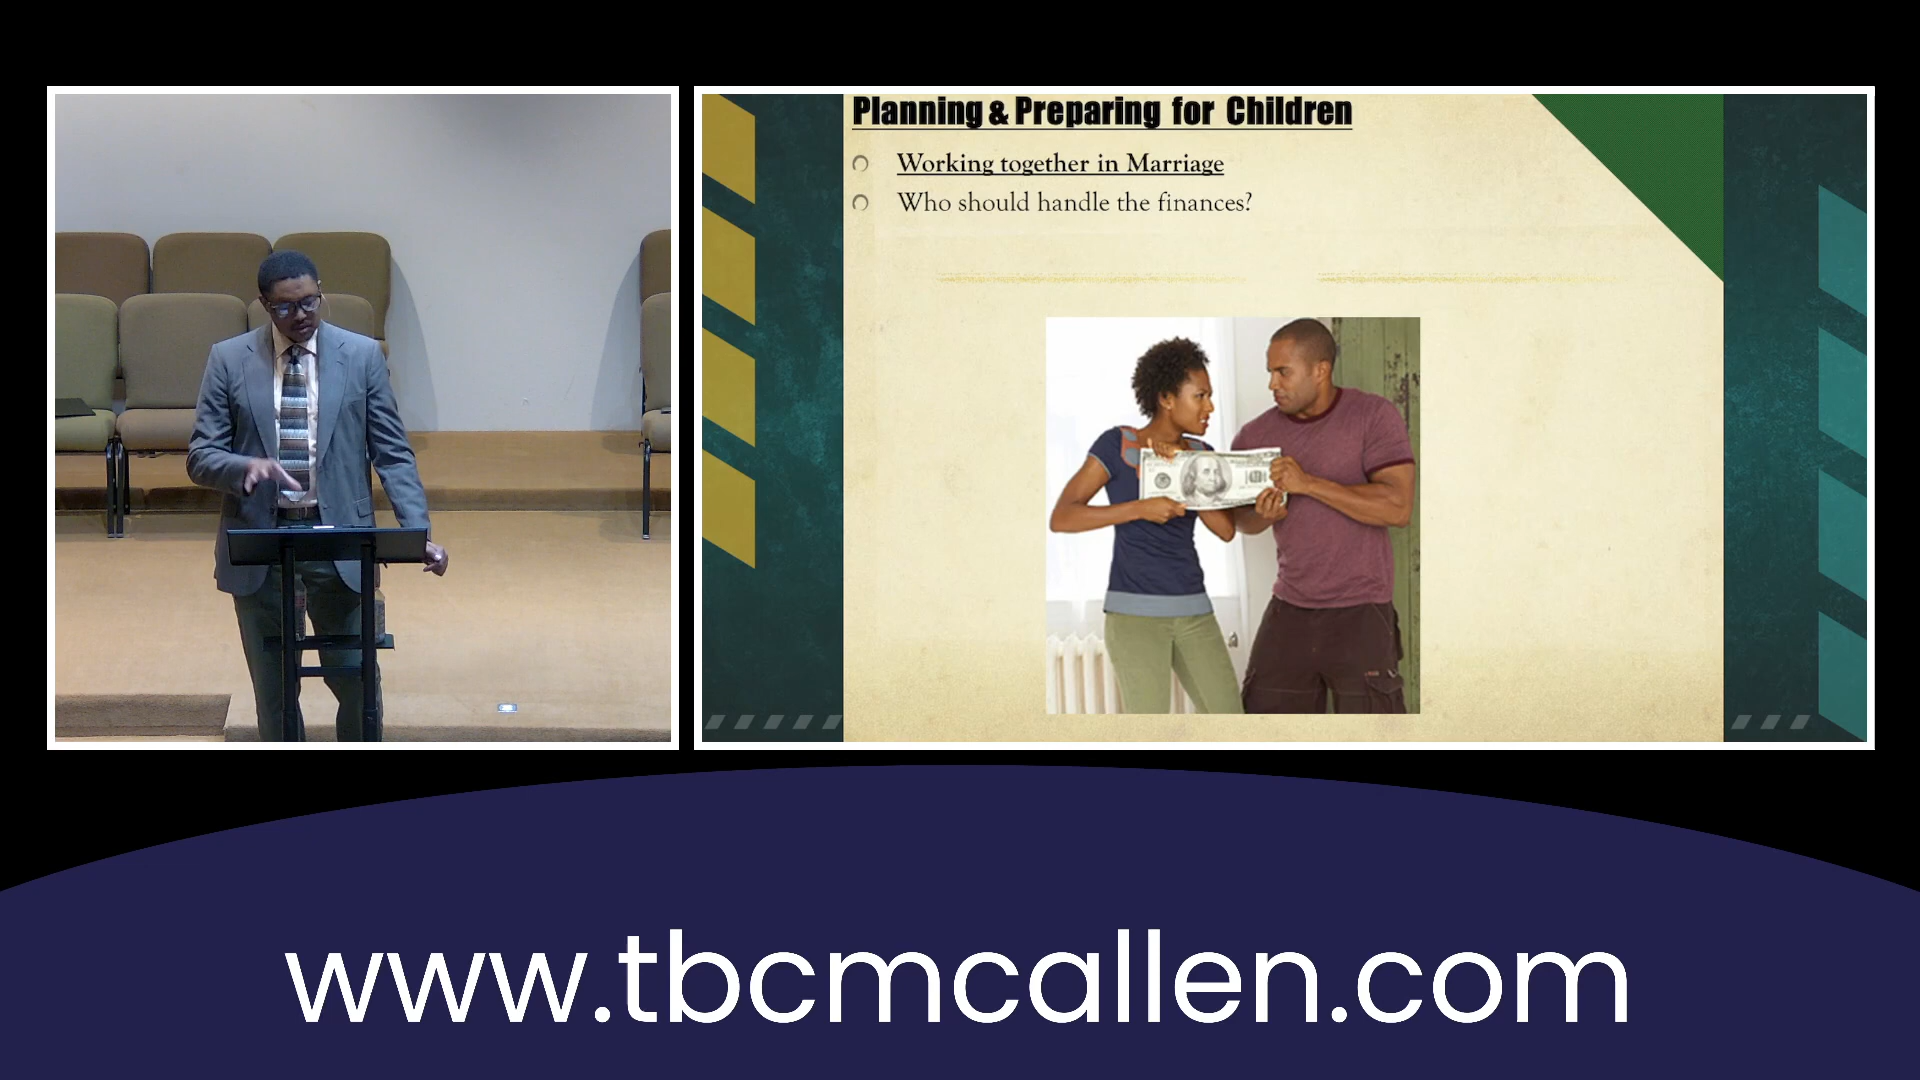 Planning & Preparing for Children
Working together in Marriage
Who should handle the finances?
www.tbcmcallen.com